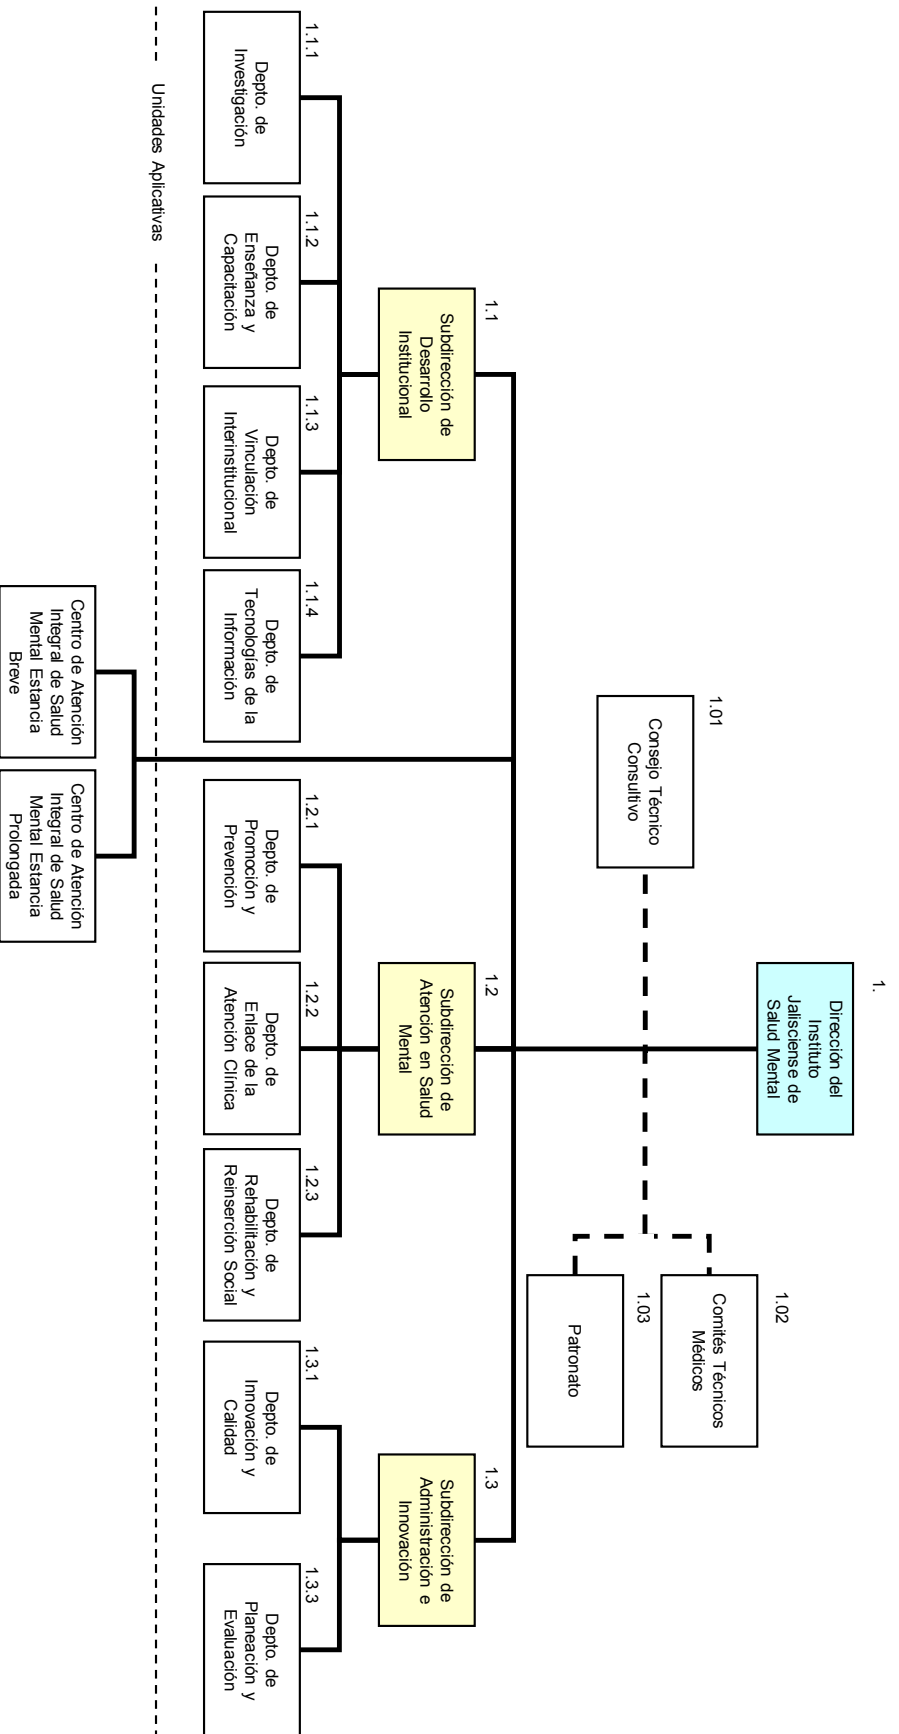 1.
Dirección del
Instituto
Jalisciense de
Salud Mental
1.01
Consejo Técnico
Consultivo
1.02
Comités Técnicos
Médicos
1.03
Patronato
1.1
Subdirección de
Desarrollo
Institucional
1.2
Subdirección de
Atención en Salud
Mental
1.3
Subdirección de
Administración e
Innovación
1.1.1
Depto. de
Investigación
1.1.2
Depto. de
Enseñanza y
Capacitación
1.1.3
Depto. de
Vinculación
Interinstitucional
1.1.4
Depto. de
Tecnologías de la
Información
1.2.1
Depto. de
Promoción y
Prevención
1.2.2
Depto. de
Enlace de la
Atención Clínica
1.2.3
Depto. de
Rehabilitación y
Reinserción Social
1.3.1
Depto. de
Innovación y
Calidad
1.3.3
Depto. de
Planeación y
Evaluación
Unidades Aplicativas
Centro de Atención
Integral de Salud
Mental Estancia
Breve
Centro de Atención
Integral de Salud
Mental Estancia
Prolongada